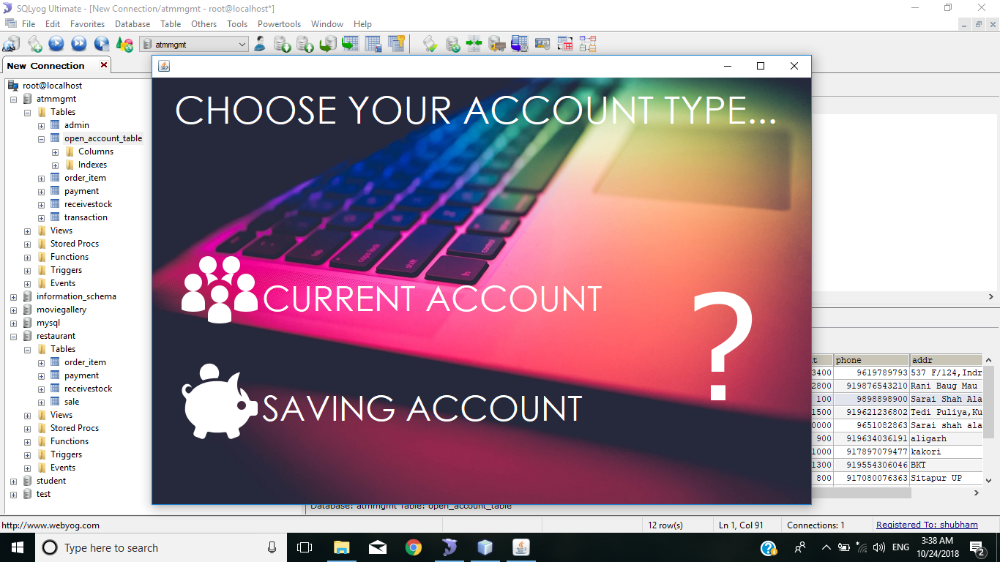 SQLyog Ultimate - [New Connection/atmmgmt - root@localhost*]
File Edit Favorites Database Table Others Tools Powertools Window Help
atmmgmt
New Connection
root@localhost
atmmgmt
Tables
admin
open_account_table
Columns
Indexes
order_item
payment
receivestock
transaction
Views
Stored Procs
Functions
Triggers
Events
information_schema
moviegallery
mysql
restaurant
Tables
order_item
payment
receivestock
sale
Views
Stored Procs
Functions
Triggers
Events
student
test
CHOOSE YOUR ACCOUNT TYPE...
CURRENT ACCOUNT
?
SAVING ACCOUNT
phone addr
3400 9619789793 537 F/124,Indr
2800 919876543210 Rani Baug Mau
100 9898898900 Sarai Shah Ala
1500 919621236802 Tedi Puliya,Ku
0000 9651082863 Sarai shah ala
900 919634036191 aligarh
1000 917897079477 kakori
1300 919554306046 BKT
800 917080076363 Sitapur UP
Database: atmmgmt Table: open_account_table
http://www.webyog.com 12 row(s) Ln 1, Col 91 Connections: 1 Registered To: shubham
Type here to search
ENG
3:38 AM
10/24/2018
2